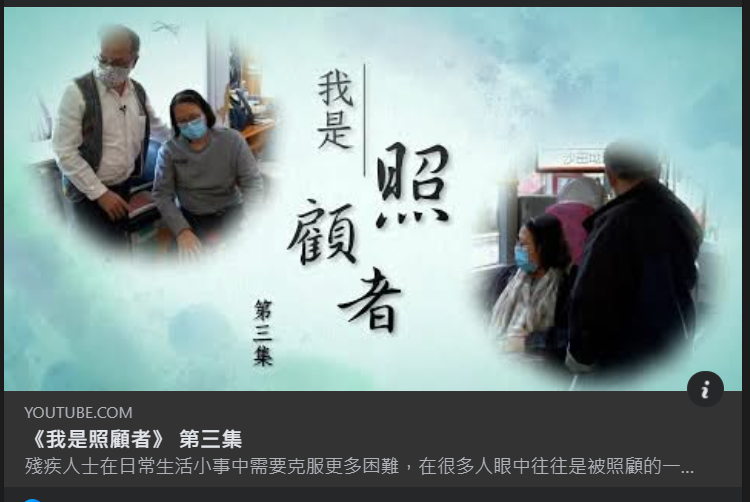 我是
照顧者
第三集
沙田
YOUTUBE.COM
《我是照顧者》 第三集
殘疾人士在日常生活小事中需要克服更多困難，在很多人眼中往往是被照顧的一...